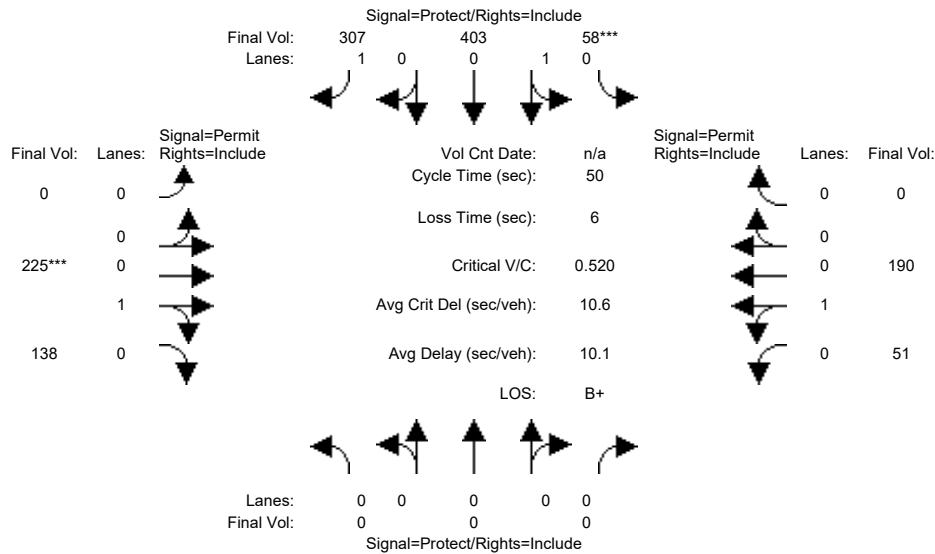 Signal=Protect/Rights=Include
Final Vol: 307 403 58***
Lanes: 1 0 0 1 0
Signal=Permit Signal=Permit
Final Vol: Lanes: Rights=Include Vol Cnt Date: n/a Rights=Include Lanes: Final Vol:
Cycle Time (sec): 50
0 0 0 0
Loss Time (sec): 6
0 0
225*** 0 Critical V/C: 0.520 0 190
1 Avg Crit Del (sec/veh): 10.6 1
138 0 Avg Delay (sec/veh): 10.1 0 51
LOS: B+
Lanes: 0 0 0 0 0
Final Vol: 0 0 0
Signal=Protect/Rights=Include